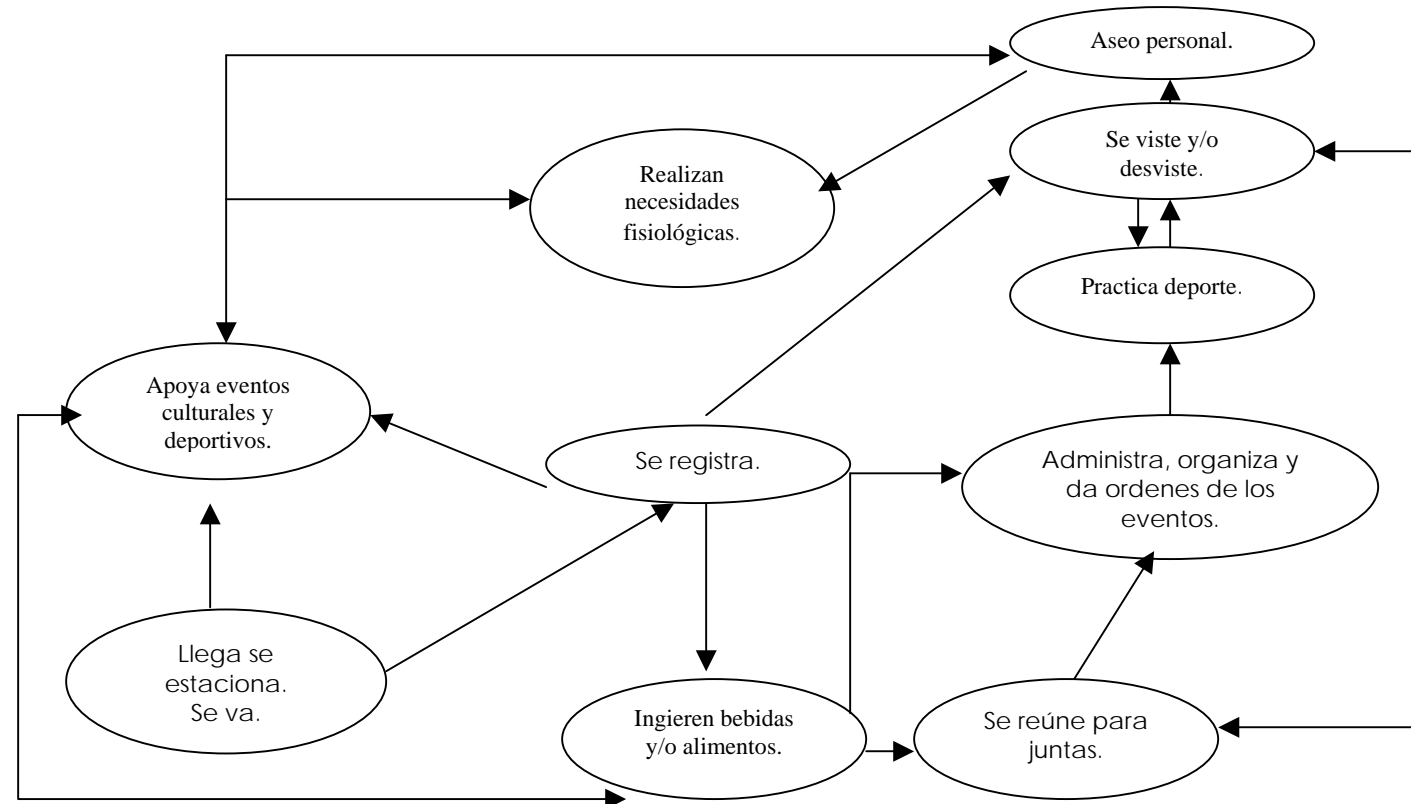 Aseo personal.
Se viste y/o
desviste.
Realizan
necesidades
fisiológicas.
Practica deporte.
Apoya eventos
culturales y
deportivos.
Se registra.
Administra, organiza y
da ordenes de los
eventos.
Llega se
estaciona.
Se va.
Ingieren bebidas
y/o alimentos.
Se reúne para
juntas.